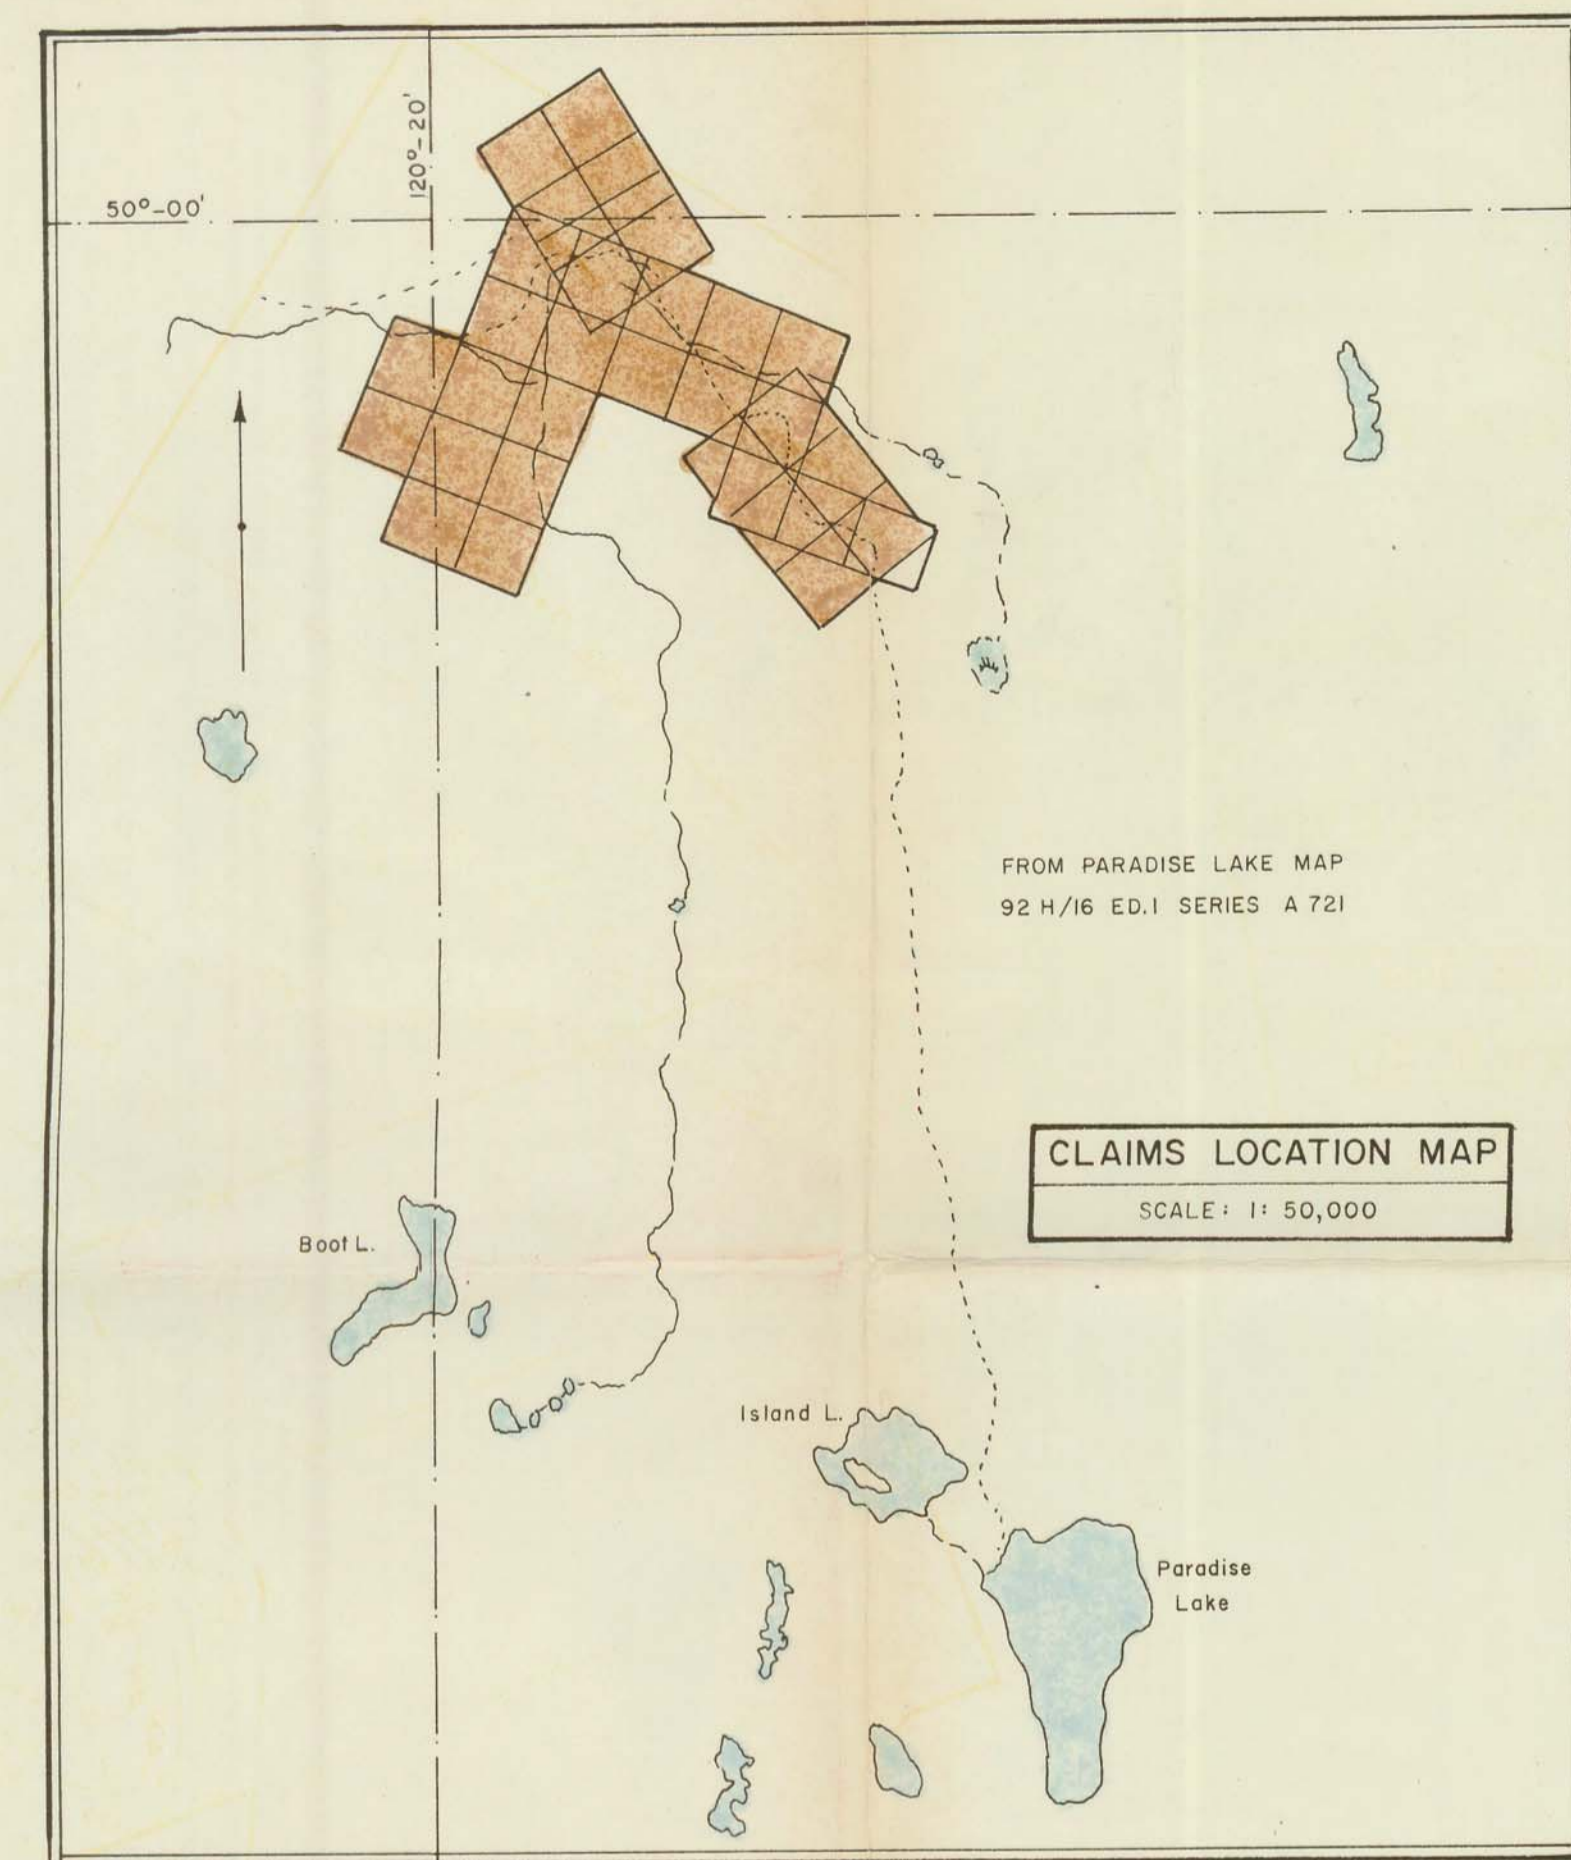 120°-20'
50°-00'
FROM PARADISE LAKE MAP
92 H/16 ED.I SERIES A 721
CLAIMS LOCATION MAP
SCALE: 1: 50,000
Boot L.
Island L.
Paradise
Lake